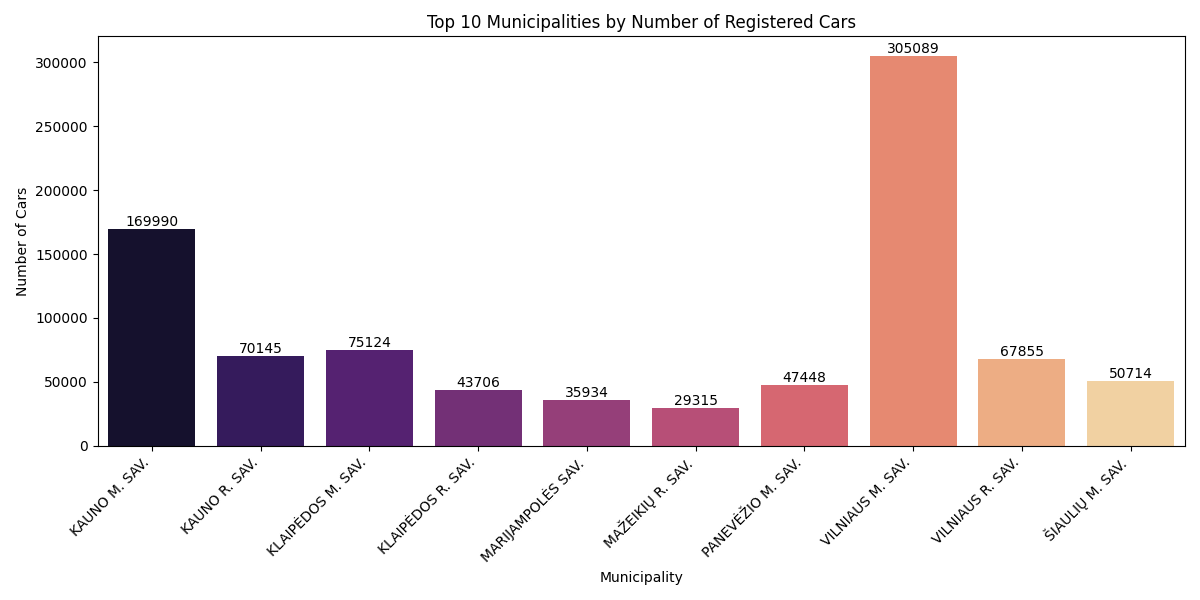 Top 10 Municipalities by Number of Registered Cars
Number of Cars
300000
250000
200000
150000
100000
50000
0
169990
70145
75124
43706
35934
29315
47448
305089
67855
50714
KAUNO M. SAV.
KAUNO R. SAV.
KLAIPĖDOS M. SAV.
KLAIPĖDOS R. SAV.
MARIJAMPOLĖS SAV.
MAŽEIKIŲ R. SAV.
PANEVĖŽIO M. SAV.
VILNIAUS M. SAV.
VILNIAUS R. SAV.
ŠIAULIŲ M. SAV.
Municipality